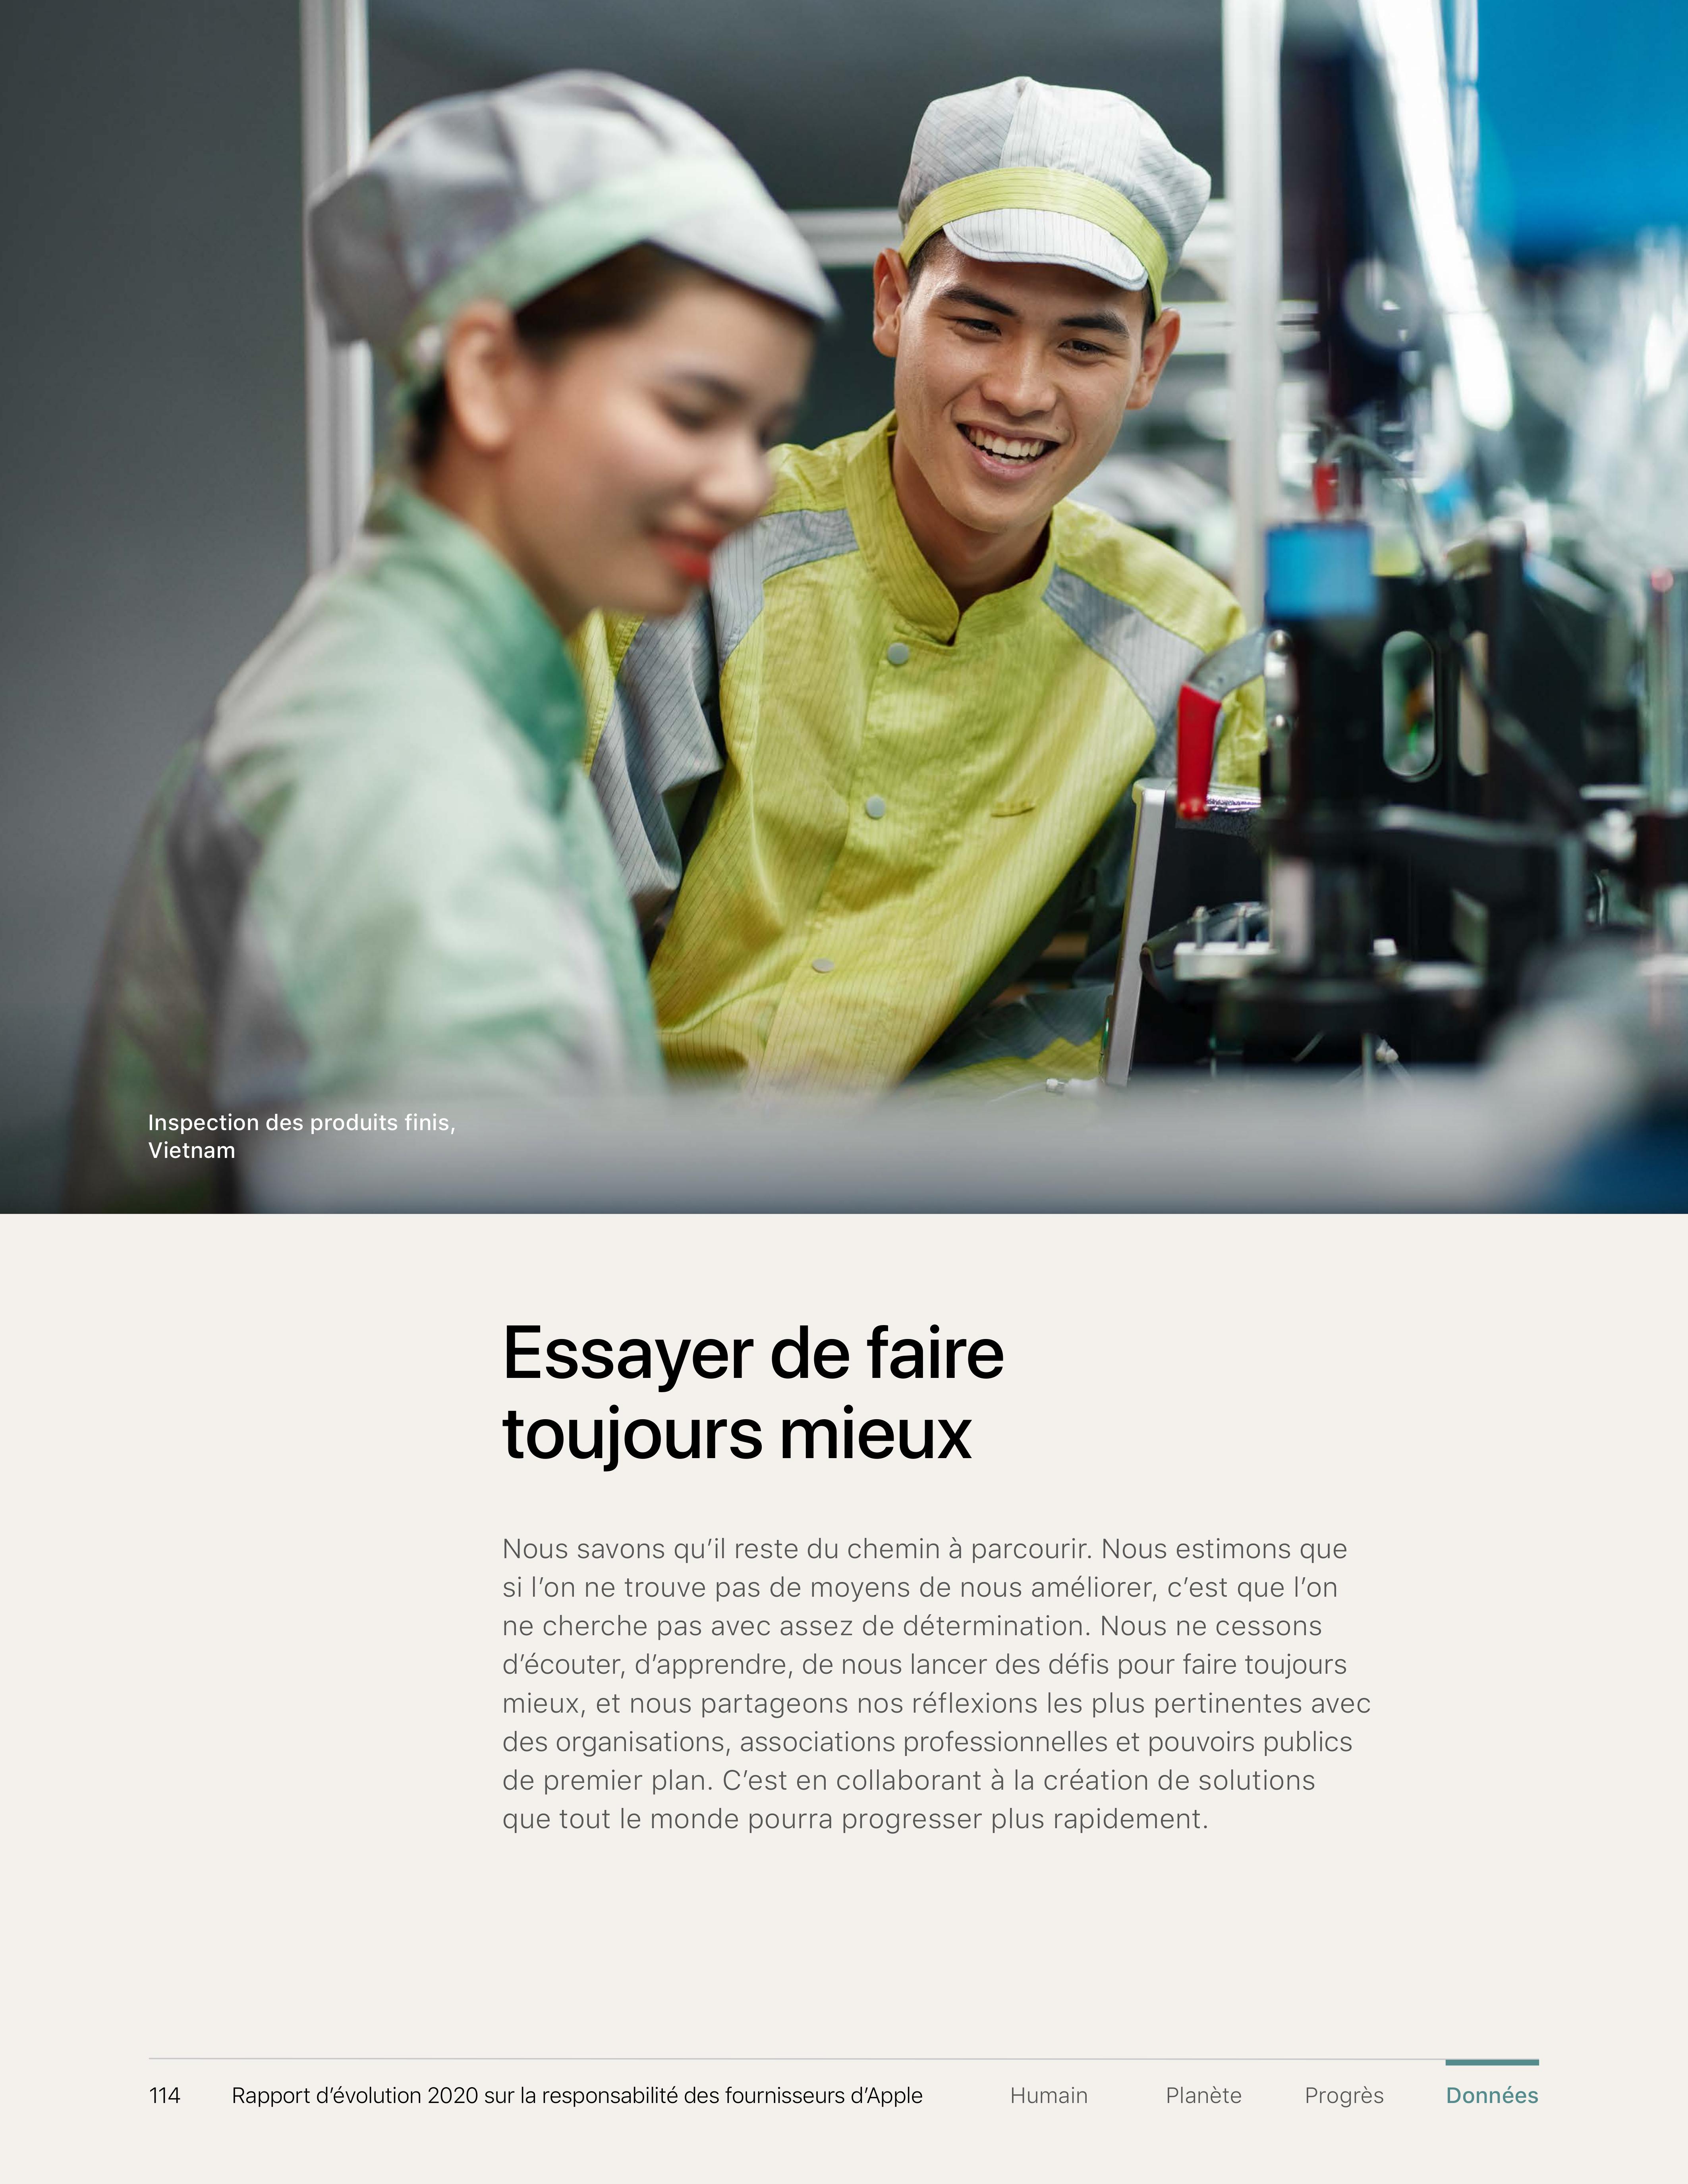 Inspection des produits finis,
Vietnam
Essayer de faire
toujours mieux
Nous savons qu’il reste du chemin à parcourir. Nous estimons que
si l’on ne trouve pas de moyens de nous améliorer, c’est que l’on
ne cherche pas avec assez de détermination. Nous ne cessons
d’écouter, d’apprendre, de nous lancer des défis pour faire toujours
mieux, et nous partageons nos réflexions les plus pertinentes avec
des organisations, associations professionnelles et pouvoirs publics
de premier plan. C’est en collaborant à la création de solutions
que tout le monde pourra progresser plus rapidement.
114 Rapport d’évolution 2020 sur la responsabilité des fournisseurs d’Apple Humain Planète Progrès Données